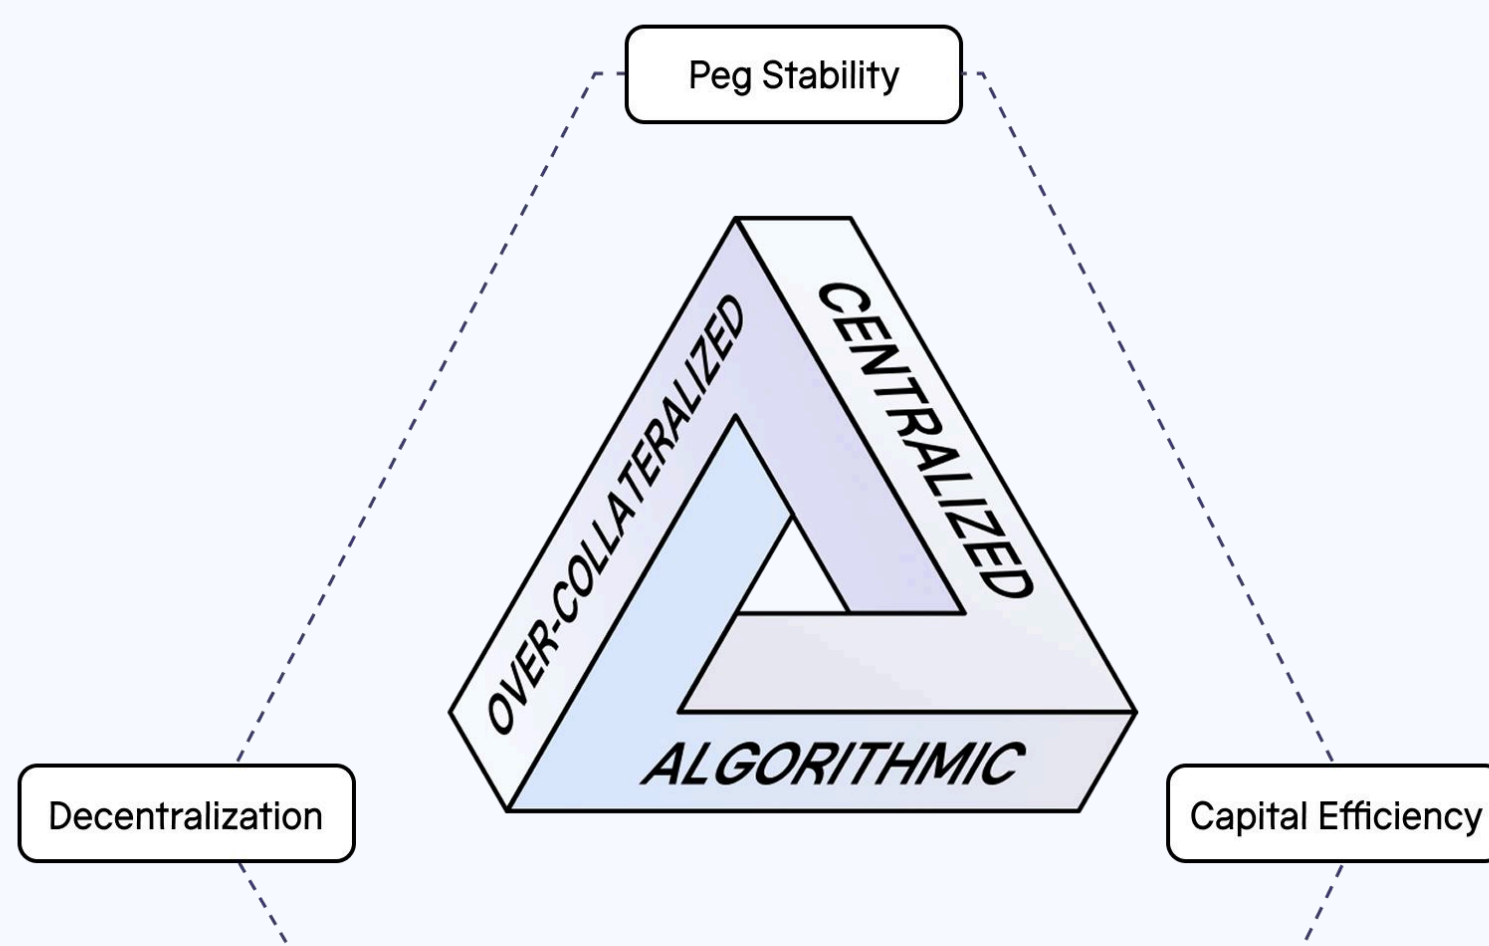 Peg Stability
OVER-COLLATERALIZED
CENTRALIZED
ALGORITHMIC
Decentralization
Capital Efficiency